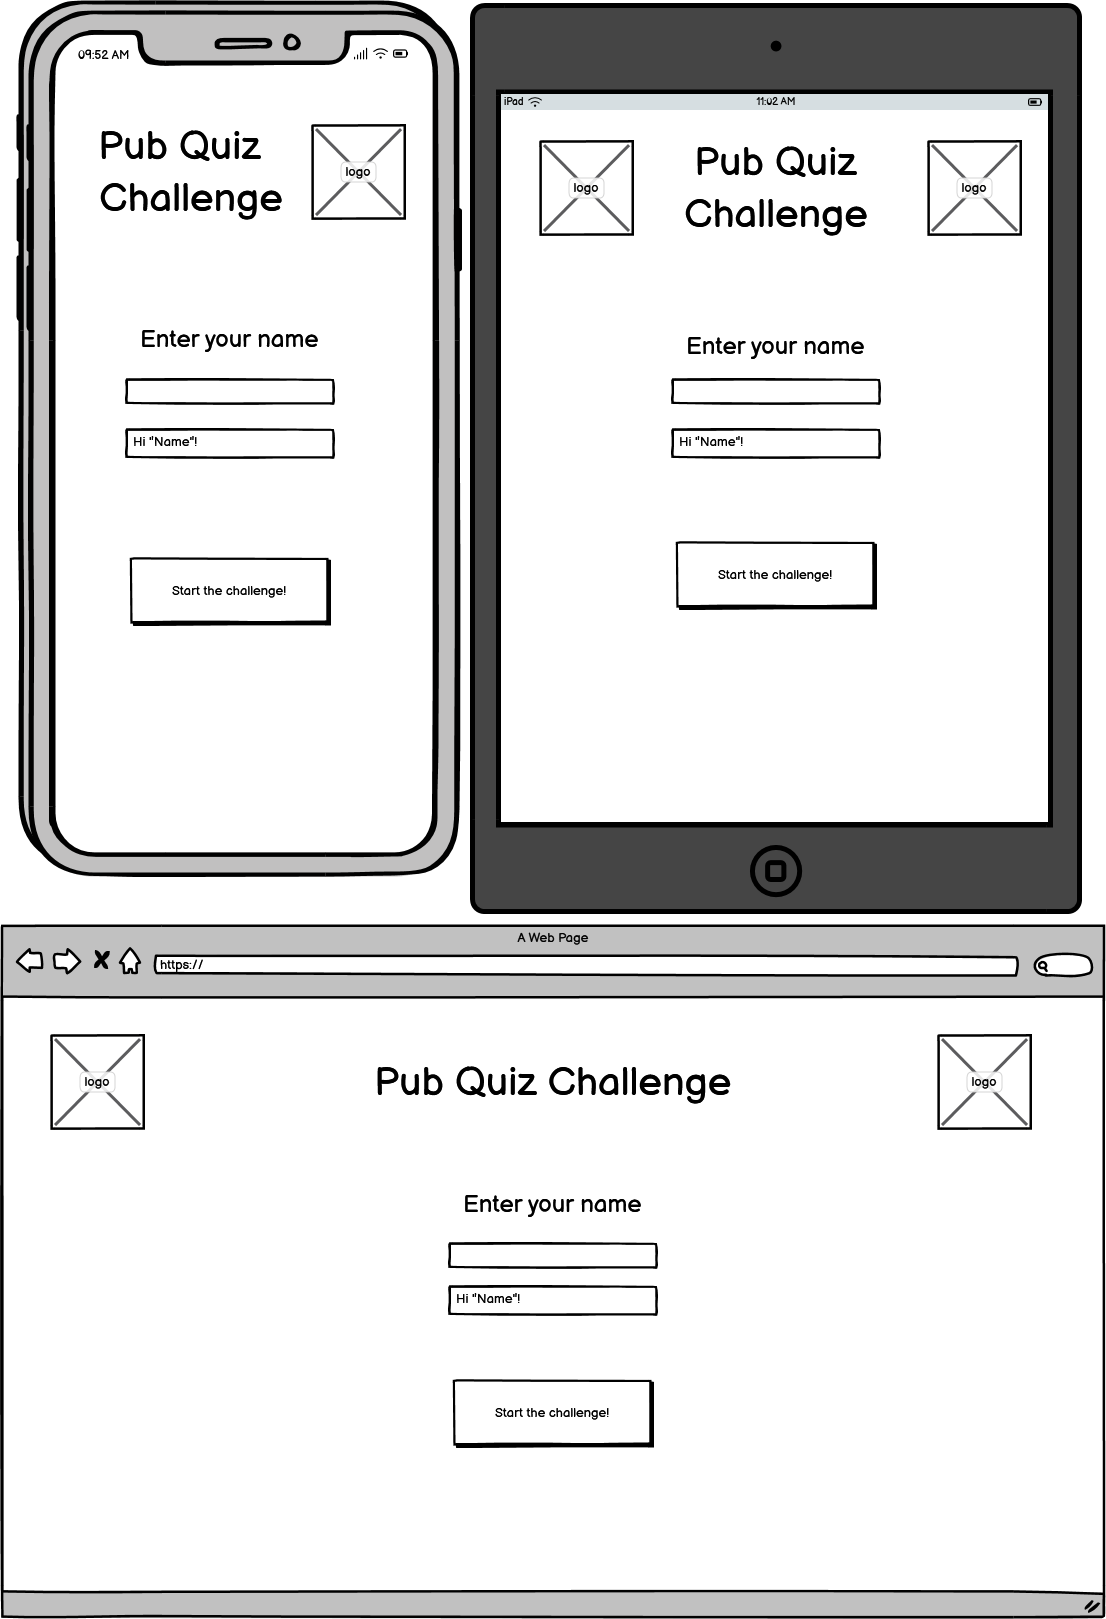 09:52 AM
Pub Quiz
Challenge
logo
Enter your name
Hi "Name"!
Start the challenge!
iPad
11:02 AM
logo
Pub Quiz
Challenge
logo
Enter your name
Hi "Name"!
Start the challenge!
A Web Page
https://
logo
Pub Quiz Challenge
logo
Enter your name
Hi "Name"!
Start the challenge!